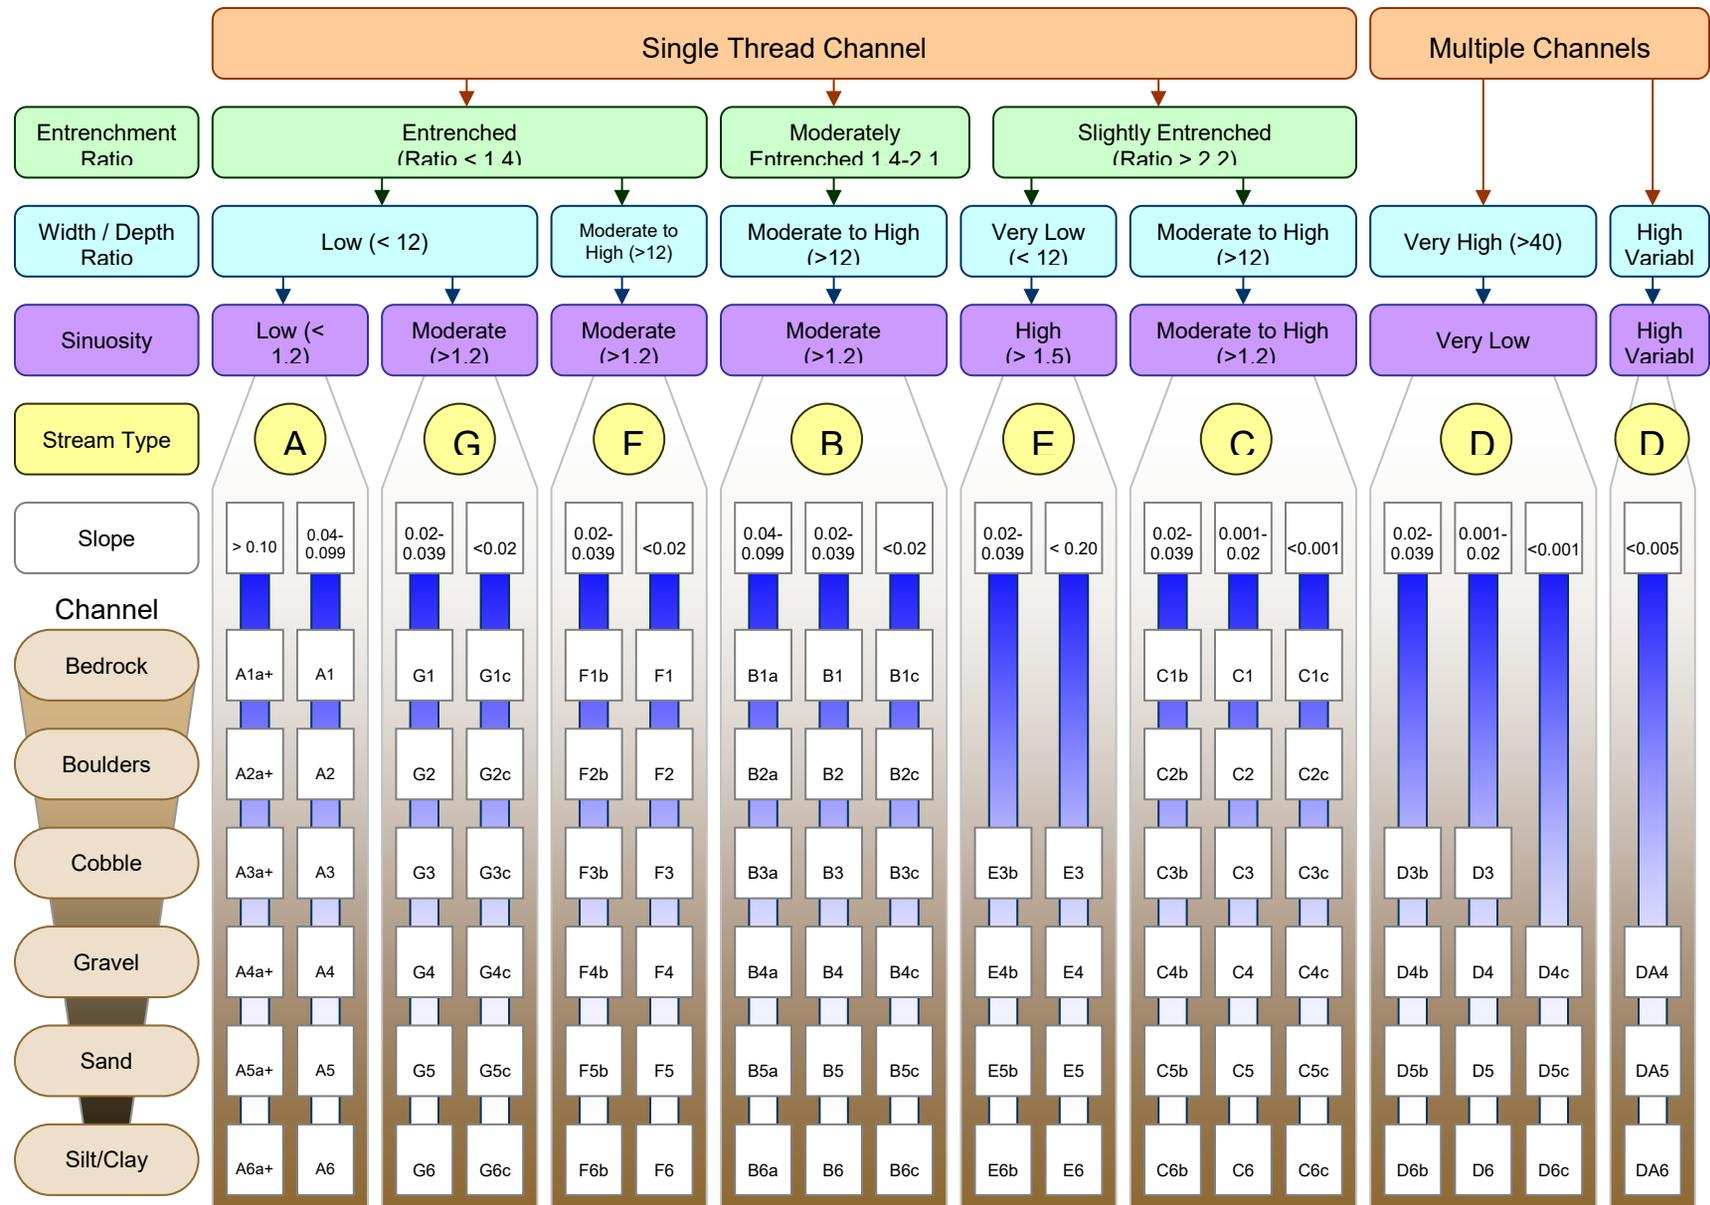 Single Thread Channel
Multiple Channels
Entrenchment
Ratio
Entrenched
(Ratio < 1.4)
Moderately
Entrenched 1.4-2.1
Slightly Entrenched
(Ratio > 2.2)
Width / Depth
Ratio
Low (< 12)
Moderate to
High (>12)
Moderate to High
(>12)
Very Low
(< 12)
Moderate to High
(>12)
Very High (>40)
High
Variabl
Sinuosity
Low (<
1.2)
Moderate
(>1.2)
Moderate
(>1.2)
Moderate
(>1.2)
High
(> 1.5)
Moderate to High
(>1.2)
Very Low
High
Variabl
Stream Type
A
G
F
B
E
C
D
D
Slope
> 0.10
0.04-
0.099
0.02-
0.039
<0.02
0.02-
0.039
<0.02
0.04-
0.099
0.02-
0.039
<0.02
0.02-
0.039
< 0.20
0.02-
0.039
0.001-
0.02
<0.001
0.02-
0.039
0.001-
0.02
<0.001
<0.005
Channel
Bedrock
A1a+ A1 G1 G1c F1b F1 B1a B1 B1c C1b C1 C1c
Boulders
A2a+ A2 G2 G2c F2b F2 B2a B2 B2c C2b C2 C2c
Cobble
A3a+ A3 G3 G3c F3b F3 B3a B3 B3c E3b E3 C3b C3 C3c D3b D3
Gravel
A4a+ A4 G4 G4c F4b F4 B4a B4 B4c E4b E4 C4b C4 C4c D4b D4 D4c DA4
Sand
A5a+ A5 G5 G5c F5b F5 B5a B5 B5c E5b E5 C5b C5 C5c D5b D5 D5c DA5
Silt/Clay
A6a+ A6 G6 G6c F6b F6 B6a B6 B6c E6b E6 C6b C6 C6c D6b D6 D6c DA6